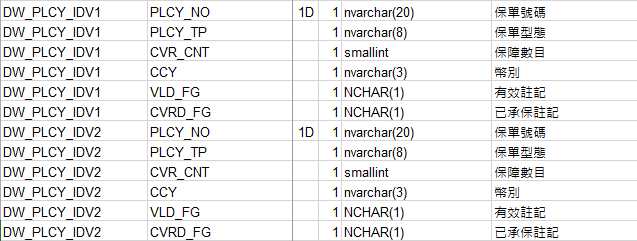 DW_PLCY_IDV1 PLCY_NO 1D 1 nvarchar(20) 保單號碼
DW_PLCY_IDV1 PLCY_TP 1 nvarchar(8) 保單型態
DW_PLCY_IDV1 CVR_CNT 1 smallint 保障數目
DW_PLCY_IDV1 CCY 1 nvarchar(3) 幣別
DW_PLCY_IDV1 VLD_FG 1 NCHAR(1) 有效註記
DW_PLCY_IDV1 CVRD_FG 1 NCHAR(1) 已承保註記
DW_PLCY_IDV2 PLCY_NO 1D 1 nvarchar(20) 保單號碼
DW_PLCY_IDV2 PLCY_TP 1 nvarchar(8) 保單型態
DW_PLCY_IDV2 CVR_CNT 1 smallint 保障數目
DW_PLCY_IDV2 CCY 1 nvarchar(3) 幣別
DW_PLCY_IDV2 VLD_FG 1 NCHAR(1) 有效註記
DW_PLCY_IDV2 CVRD_FG 1 NCHAR(1) 已承保註記